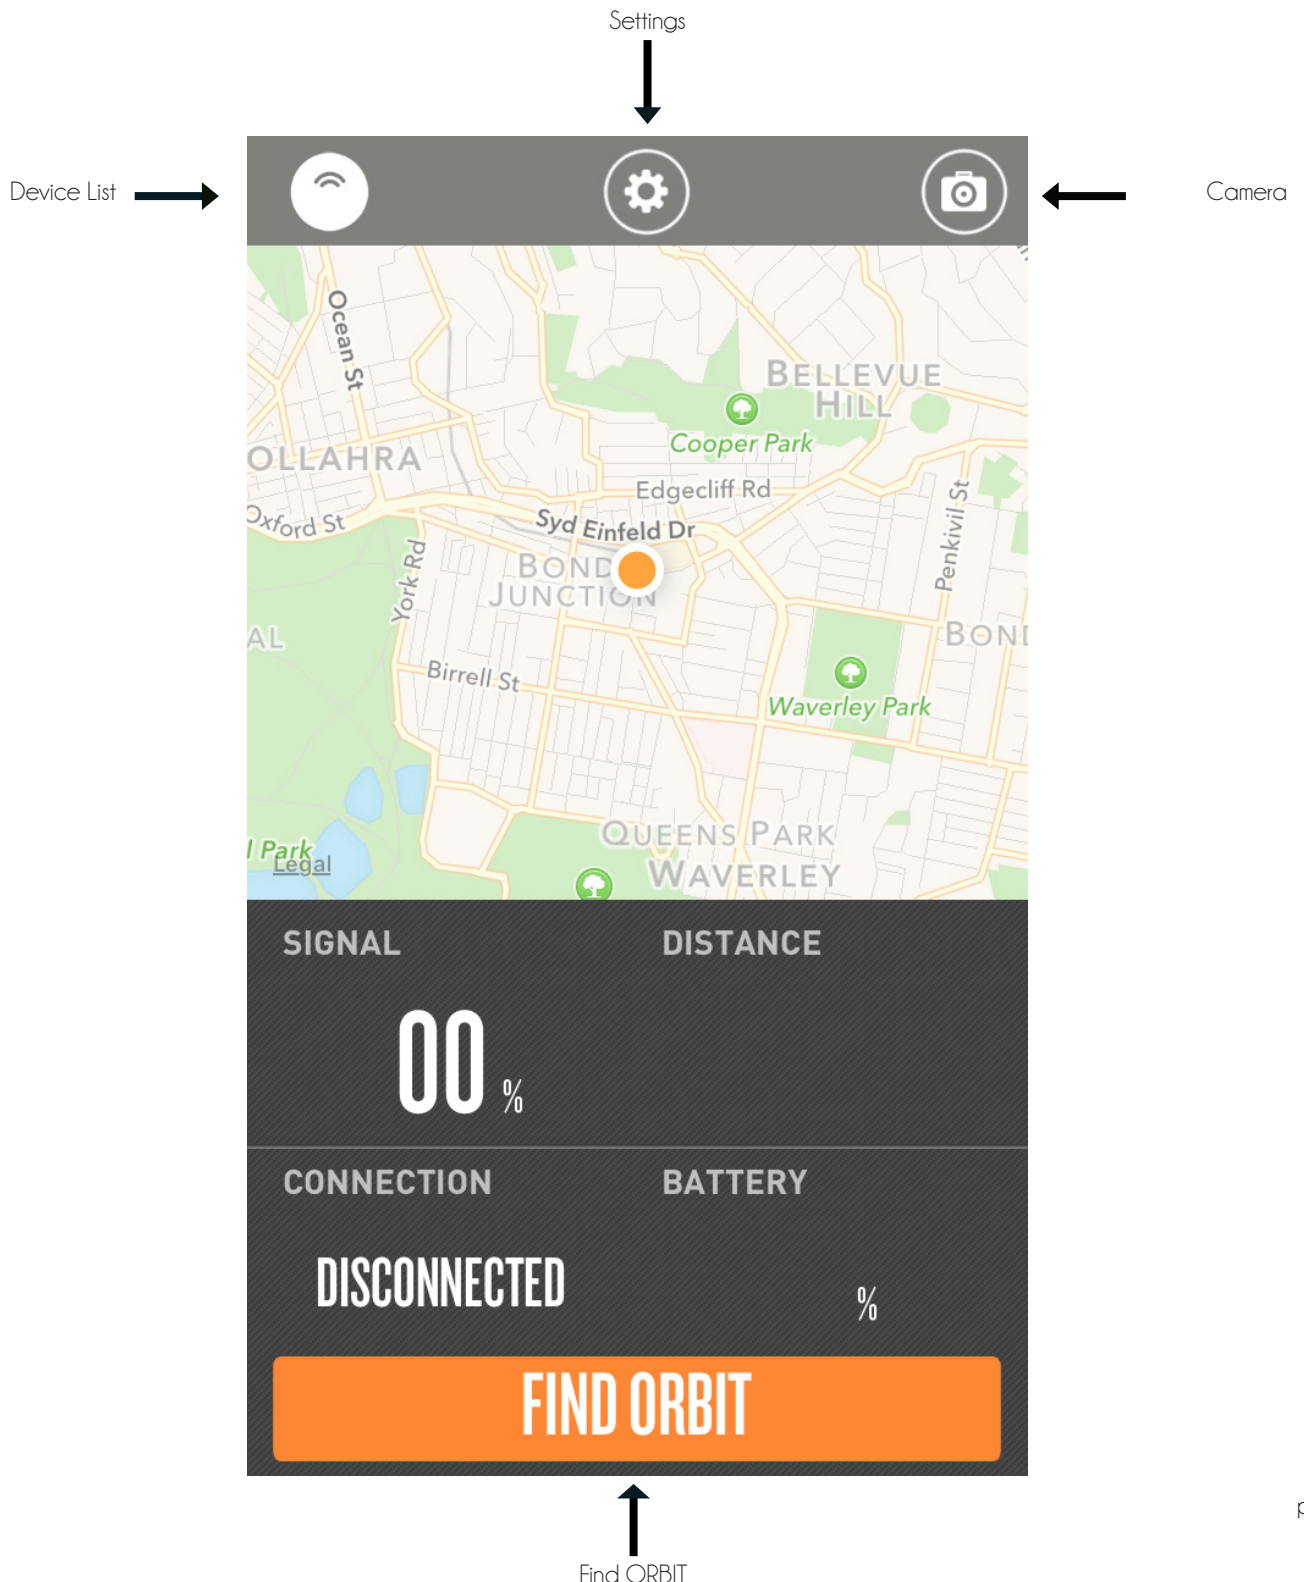 Settings
Device List
Camera
Ocean St
BELLEVUE
HILL
Cooper Park
OLLAHRA
Edgecliff Rd
Penkivil St
Oxford St
Syd Einfeld Dr
York Rd
BOND
JUNCTION
AL
BOND
Birrell St
Waverley Park
QUEENS PARK
WAVERLEY
l Park
Legal
SIGNAL
DISTANCE
00 %
CONNECTION
BATTERY
DISCONNECTED
%
FIND ORBIT
Find ORBIT